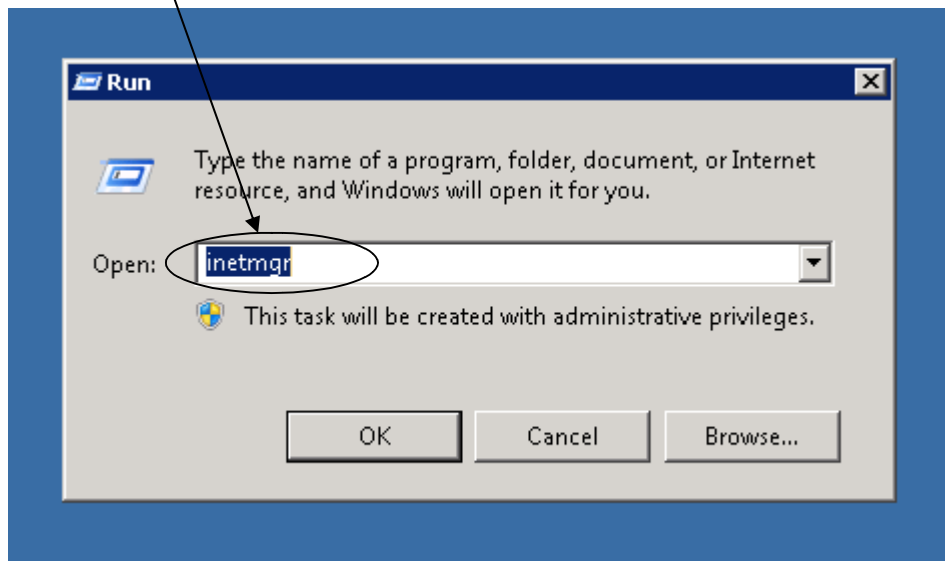 Run
Type the name of a program, folder, document, or Internet
resource, and Windows will open it for you.
Open: inetmgr
This task will be created with administrative privileges.
OK Cancel Browse...